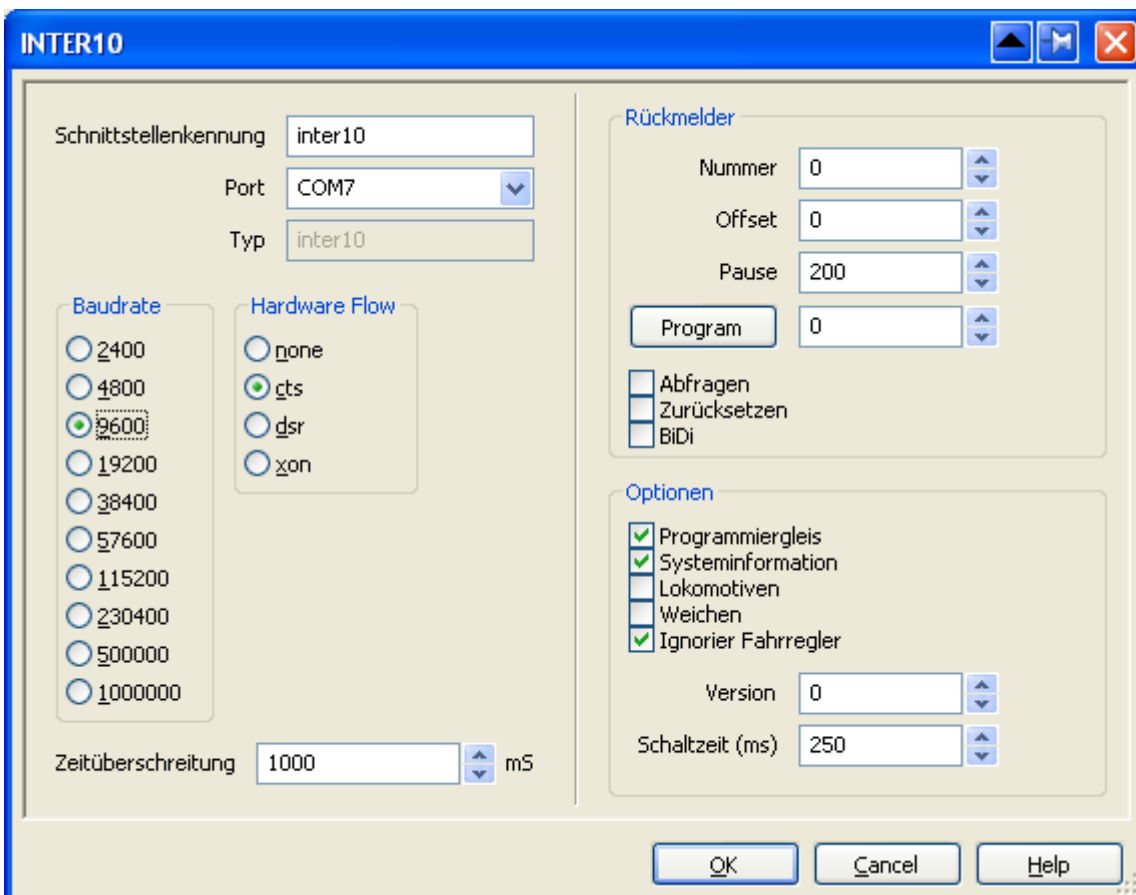 INTER10
Schnittstellenkennung inter10
Port COM7
Typ inter10
Baudrate
2400
4800
9600
19200
38400
57600
115200
230400
500000
1000000
Hardware Flow
none
cts
dsr
xon
Zeitüberschreitung 1000 mS
Rückmelder
Nummer 0
Offset 0
Pause 200
Program 0
Abfragen
Zurücksetzen
BiDi
Optionen
Programmiergleis
Systeminformation
Lokomotiven
Weichen
Ignorier Fahrregler
Version 0
Schaltzeit (ms) 250
OK Cancel Help